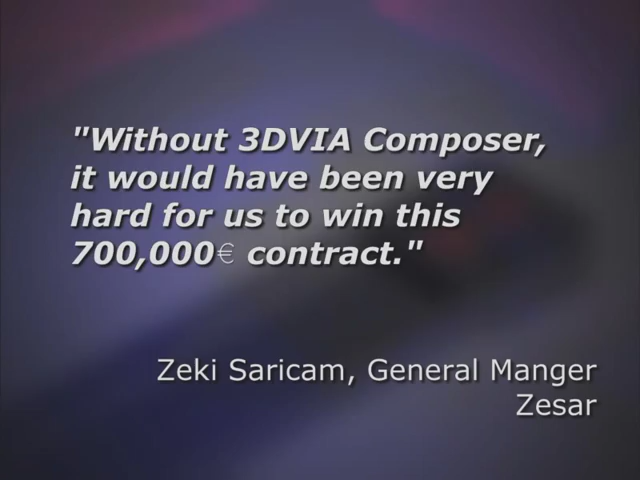 "Without 3DVIA Composer,
it would have been very
hard for us to win this
700,000€ contract."
Zeki Saricam, General Manger
Zesar